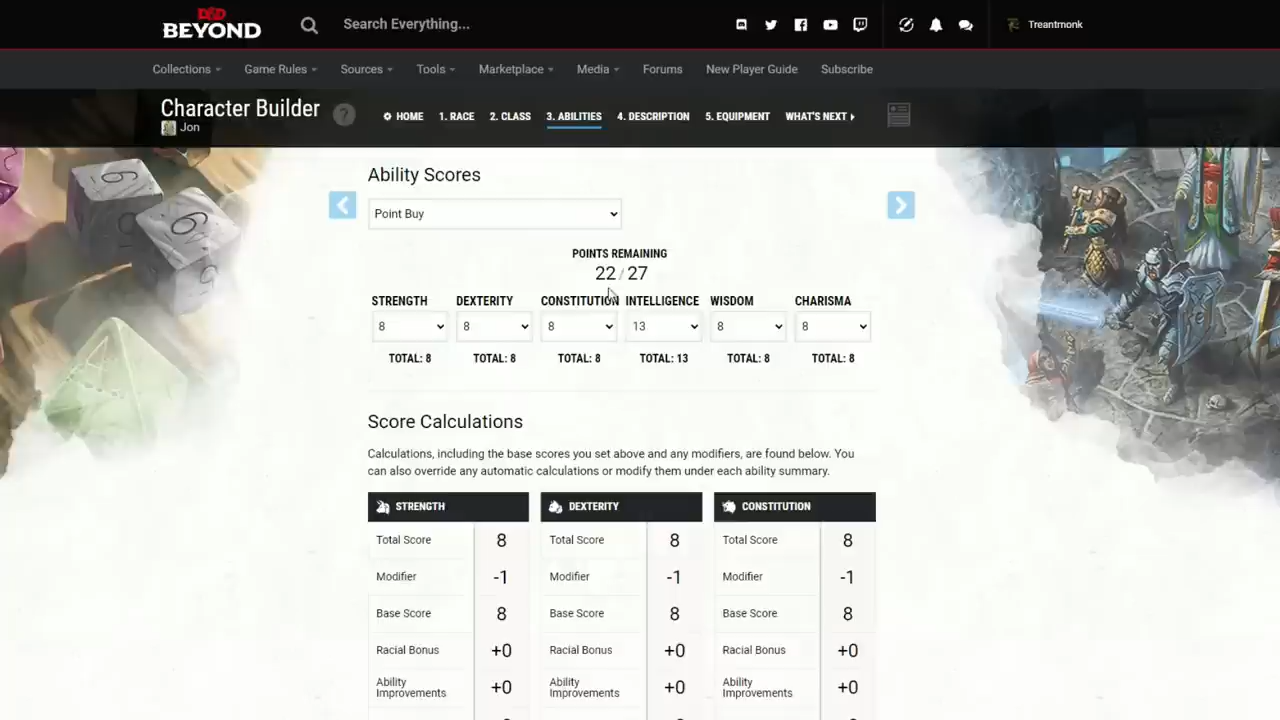 D&D
BEYOND
Search Everything...
Treantmonk
Collections
Game Rules
Sources
Tools
Marketplace
Media
Forums
New Player Guide
Subscribe
Character Builder
?
Jon
HOME
1. RACE
2. CLASS
3. ABILITIES
4. DESCRIPTION
5. EQUIPMENT
WHAT'S NEXT
Ability Scores
Point Buy
POINTS REMAINING
22 / 27
STRENGTH DEXTERITY CONSTITUTION INTELLIGENCE WISDOM CHARISMA
8 8 8 13 8 8
TOTAL: 8 TOTAL: 8 TOTAL: 8 TOTAL: 13 TOTAL: 8 TOTAL: 8
Score Calculations
Calculations, including the base scores you set above and any modifiers, are found below. You
can also override any automatic calculations or modify them under each ability summary.
STRENGTH DEXTERITY CONSTITUTION
Total Score 8 Total Score 8 Total Score 8
Modifier -1 Modifier -1 Modifier -1
Base Score 8 Base Score 8 Base Score 8
Racial Bonus +0 Racial Bonus +0 Racial Bonus +0
Ability Improvements +0 Ability Improvements +0 Ability Improvements +0